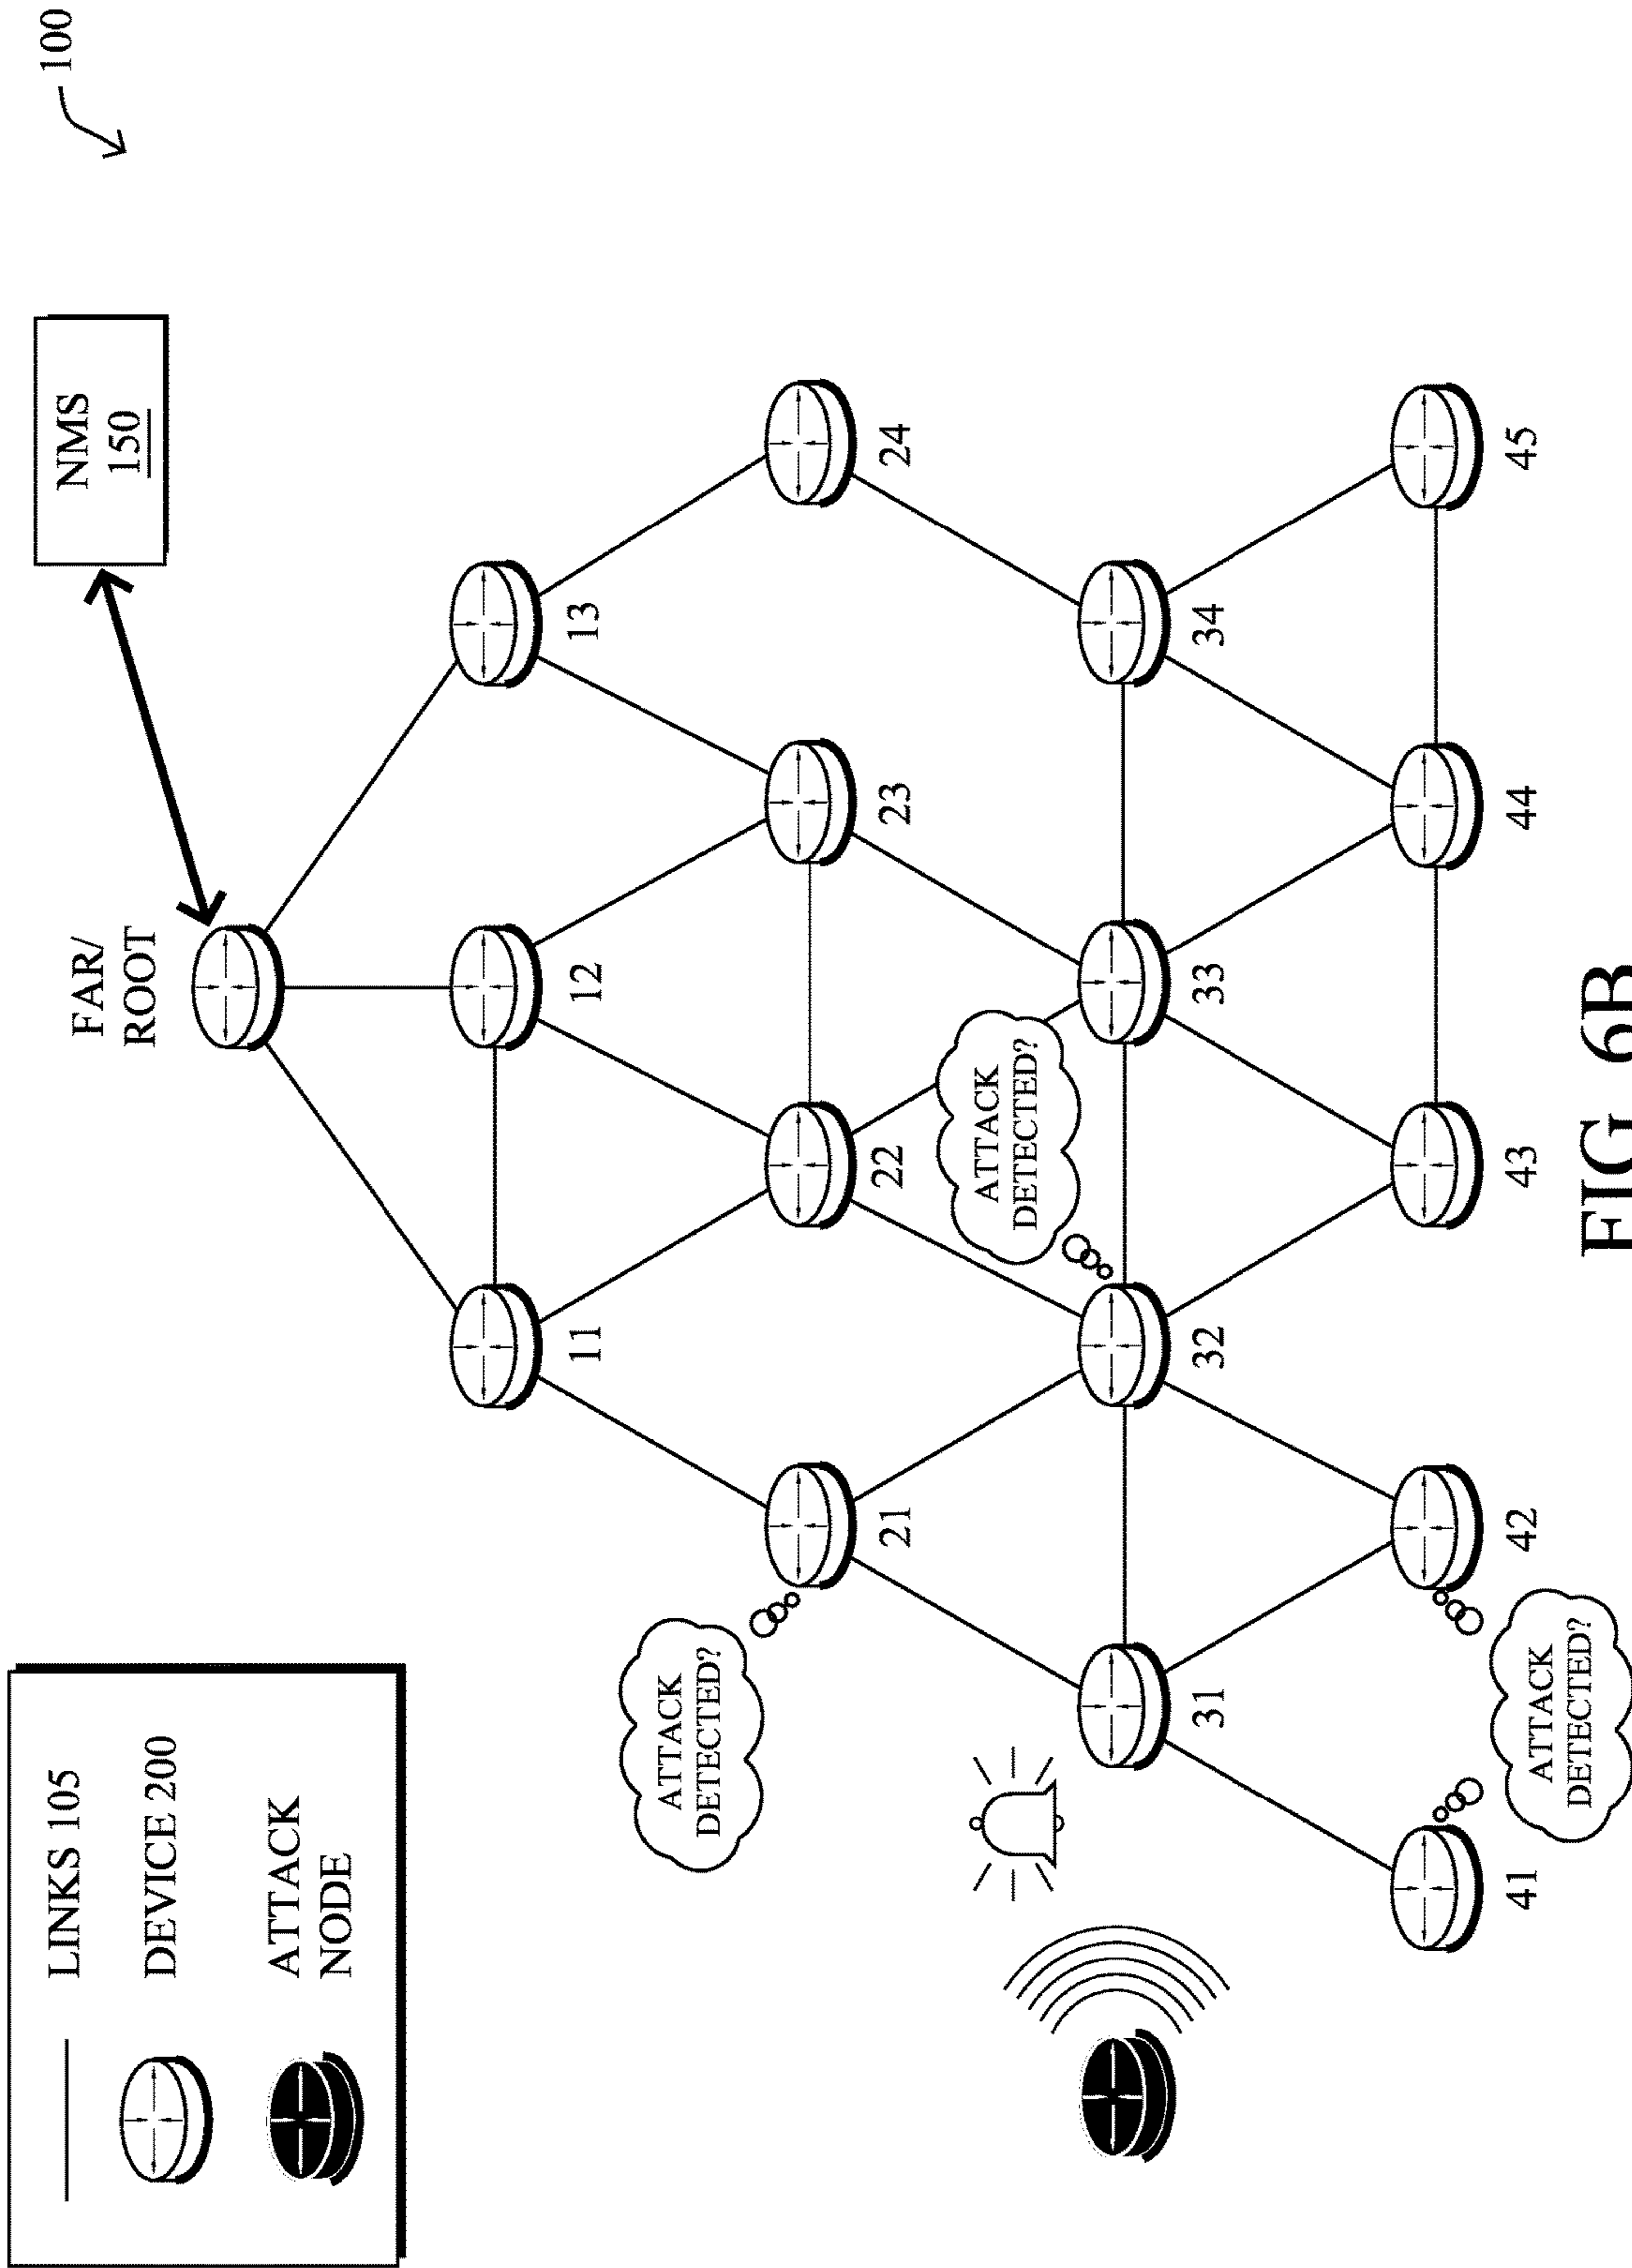 100
LINKS 105
DEVICE 200
ATTACK
NODE
NMS
150
FAR/
ROOT
11
12
13
ATTACK
DETECTED?
21
22
23
24
ATTACK
DETECTED?
31
32
33
34
41
42
43
44
45
ATTACK
DETECTED?
FIG. 6B